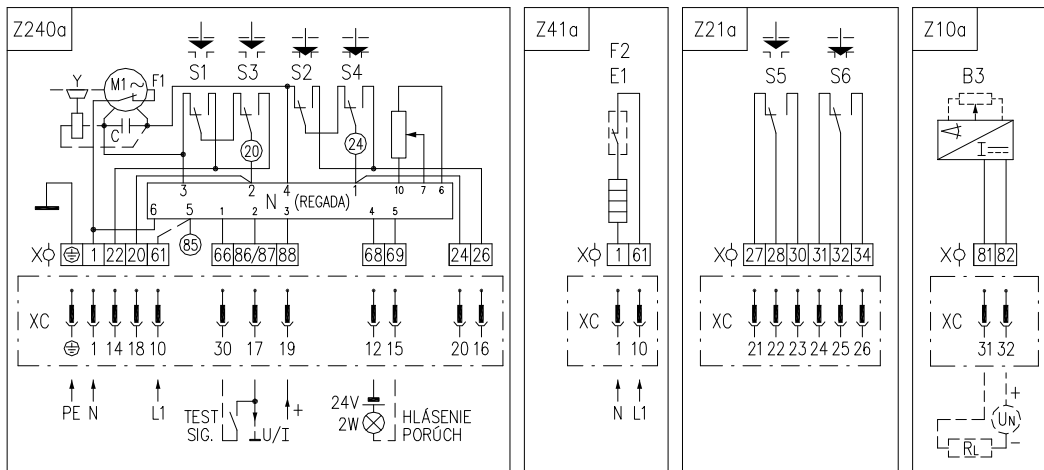 Z240a
S1 S3 S2 S4
Y M1 ~ F1
C
20 24
3 2 4 1 10 7 6
N (REGADA)
6 5 1 2 3 4 5
85
X 1 22 20 61 66 86/87 88 68 69 24 26
XC
1 14 18 10 30 17 19 12 15 20 16
PE N L1
TEST SIG. U/I +
24V 2W HLÁSENIE PORÚCH
Z41a
F2
E1
X 1 61
XC
1 10
N L1
Z21a
S5 S6
X 27 28 30 31 32 34
XC
21 22 23 24 25 26
Z10a
B3
I
X 81 82
XC
31 32
+
UN
RL −